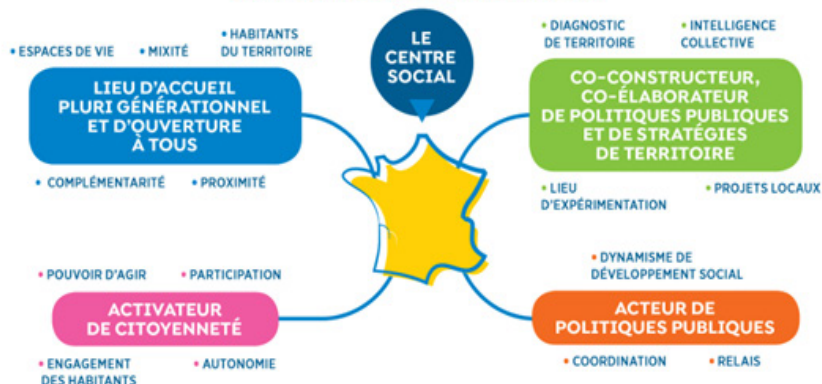 LE
CENTRE
SOCIAL
• HABITANTS
DU TERRITOIRE
• ESPACES DE VIE • MIXITÉ
LIEU D'ACCUEIL
PLURI GÉNÉRATIONNEL
ET D'OUVERTURE
À TOUS
• COMPLÉMENTARITÉ • PROXIMITÉ
• DIAGNOSTIC
DE TERRITOIRE
• INTELLIGENCE
COLLECTIVE
CO-CONSTRUCTEUR,
CO-ÉLABORATEUR
DE POLITIQUES PUBLIQUES
ET DE STRATÉGIES
DE TERRITOIRE
• LIEU
D'EXPÉRIMENTATION
• PROJETS LOCAUX
• POUVOIR D'AGIR • PARTICIPATION
ACTIVATEUR
DE CITOYENNETÉ
• ENGAGEMENT
DES HABITANTS
• AUTONOMIE
• DYNAMISME DE
DÉVELOPPEMENT SOCIAL
ACTEUR DE
POLITIQUES PUBLIQUES
• COORDINATION • RELAIS